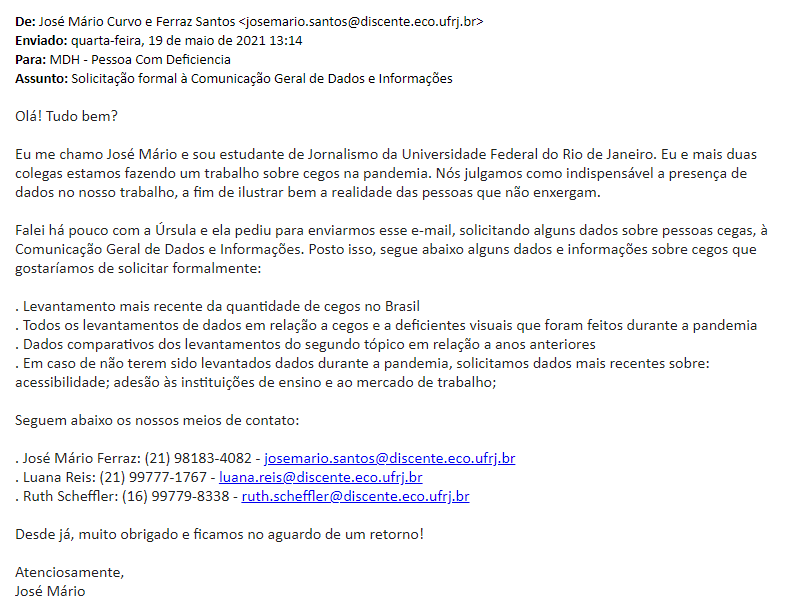 De: José Mário Curvo e Ferraz Santos <josemario.santos@discente.eco.ufrj.br>
Enviado: quarta-feira, 19 de maio de 2021 13:14
Para: MDH - Pessoa Com Deficiencia
Assunto: Solicitação formal à Comunicação Geral de Dados e Informações
Olá! Tudo bem?
Eu me chamo José Mário e sou estudante de Jornalismo da Universidade Federal do Rio de Janeiro. Eu e mais duas
colegas estamos fazendo um trabalho sobre cegos na pandemia. Nós julgamos como indispensável a presença de
dados no nosso trabalho, a fim de ilustrar bem a realidade das pessoas que não enxergam.
Falei há pouco com a Úrsula e ela pediu para enviarmos esse e-mail, solicitando alguns dados sobre pessoas cegas, à
Comunicação Geral de Dados e Informações. Posto isso, segue abaixo alguns dados e informações sobre cegos que
gostaríamos de solicitar formalmente:
. Levantamento mais recente da quantidade de cegos no Brasil
. Todos os levantamentos de dados em relação a cegos e a deficientes visuais que foram feitos durante a pandemia
. Dados comparativos dos levantamentos do segundo tópico em relação a anos anteriores
. Em caso de não terem sido levantados dados durante a pandemia, solicitamos dados mais recentes sobre:
acessibilidade; adesão às instituições de ensino e ao mercado de trabalho;
Seguem abaixo os nossos meios de contato:
. José Mário Ferraz: (21) 98183-4082 - josemario.santos@discente.eco.ufrj.br
. Luana Reis: (21) 99777-1767 - luana.reis@discente.eco.ufrj.br
. Ruth Scheffler: (16) 99779-8338 - ruth.scheffler@discente.eco.ufrj.br
Desde já, muito obrigado e ficamos no aguardo de um retorno!
Atenciosamente,
José Mário